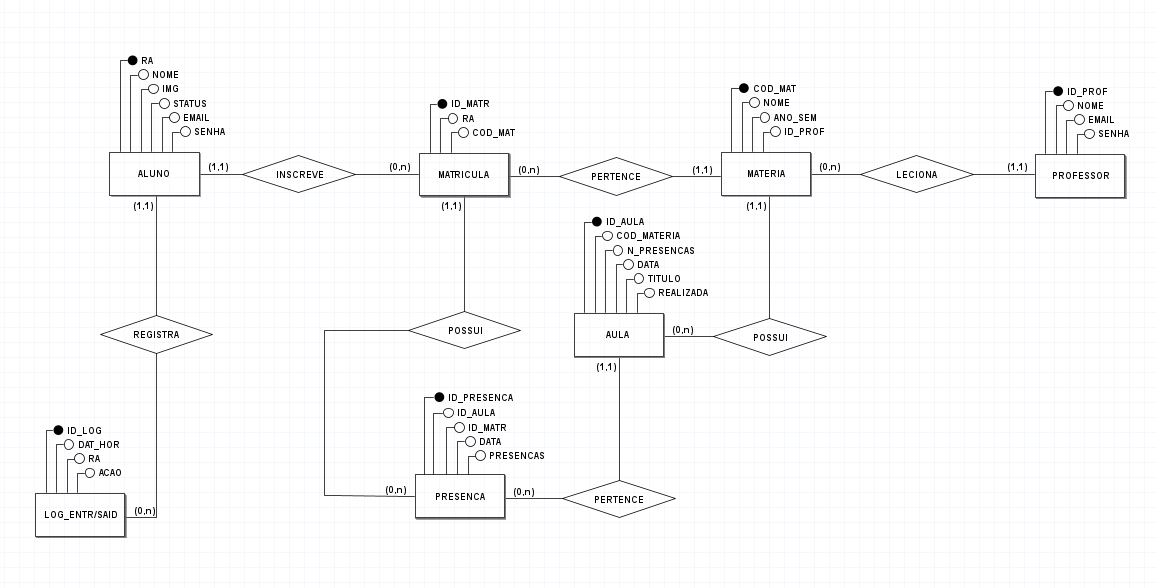 RA
NOME
IMG
STATUS
EMAIL
SENHA
ALUNO
(1,1)
INSCREVE
(0,n)
ID_MATR
RA
COD_MAT
MATRICULA
(0,n)
PERTENCE
(1,1)
COD_MAT
NOME
ANO_SEM
ID_PROF
MATERIA
(0,n)
LECIONA
(1,1)
ID_PROF
NOME
EMAIL
SENHA
PROFESSOR
(1,1)
(1,1)
(1,1)
ID_AULA
COD_MATERIA
N_PRESENCAS
DATA
TITULO
REALIZADA
AULA
(0,n)
POSSUI
(1,1)
REGISTRA
POSSUI
ID_PRESENCA
ID_AULA
ID_MATR
DATA
PRESENCAS
(0,n)
PRESENCA
(0,n)
PERTENCE
ID_LOG
DAT_HOR
RA
ACAO
LOG_ENTR/SAID
(0,n)